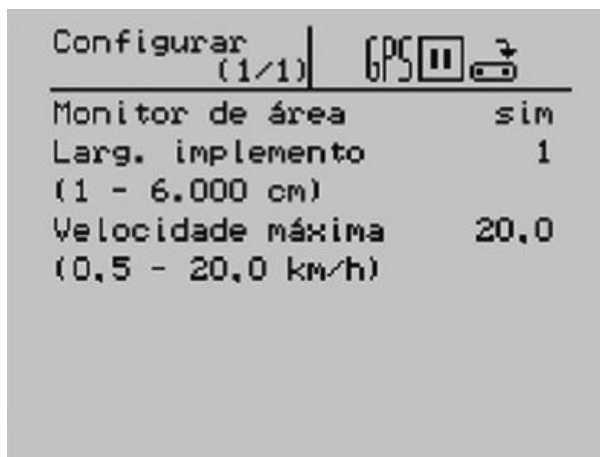 Configurar
(1/1)
GPS
Monitor de área sim
Larg. implemento 1
(1 - 6.000 cm)
Velocidade máxima 20.0
(0.5 - 20.0 km/h)